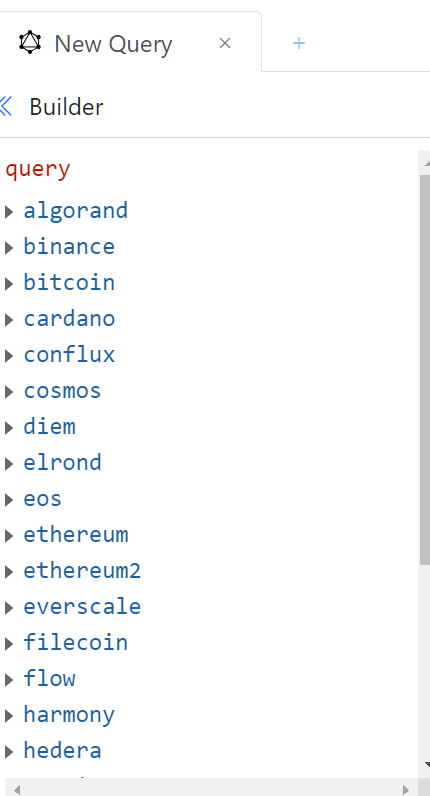 New Query
Builder
query
algorand
binance
bitcoin
cardano
conflux
cosmos
diem
elrond
eos
ethereum
ethereum2
everscale
filecoin
flow
harmony
hedera